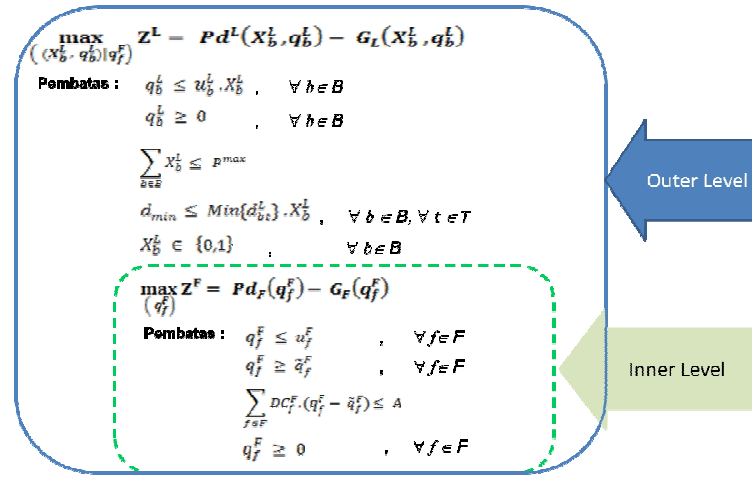 max Z^L = Pd^L(X_b^L, q_b^L) − G_L(X_b^L, q_b^L)
((X_b^L, q_b^L)|q_f^F)
Pembatas : q_b^L ≤ u_b^L . X_b^L , ∀ b ∈ B
q_b^L ≥ 0 , ∀ b ∈ B
∑_{b∈B} X_b^L ≤ P^max
d_min ≤ Min{d_bt^L} . X_b^L , ∀ b ∈ B, ∀ t ∈ T
Outer Level
X_b^L ∈ {0,1} , ∀ b ∈ B
max Z^F = Pd_F(q_f^F) − G_F(q_f^F)
(q_f^F)
Pembatas : q_f^F ≤ u_f^F , ∀ f ∈ F
q_f^F ≥ q̃_f^F , ∀ f ∈ F
Inner Level
∑_{f∈F} DC_f^F . (q_f^F − q̃_f^F) ≤ A
q_f^F ≥ 0 , ∀ f ∈ F